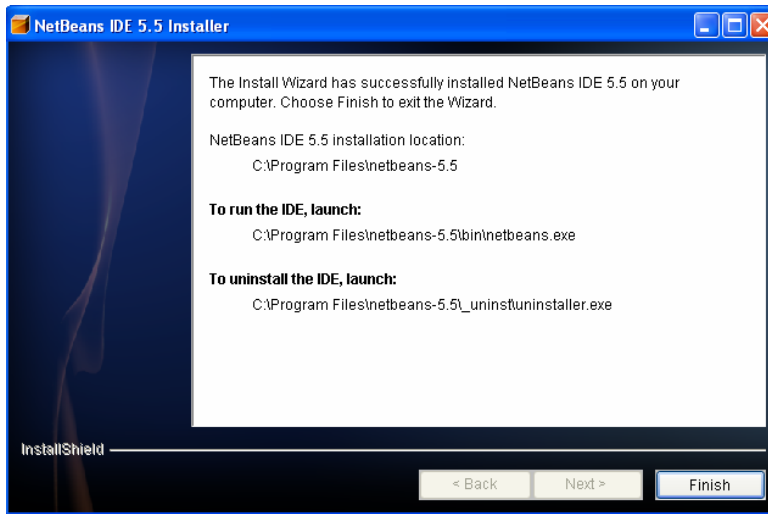 NetBeans IDE 5.5 Installer
The Install Wizard has successfully installed NetBeans IDE 5.5 on your
computer. Choose Finish to exit the Wizard.
NetBeans IDE 5.5 installation location:
C:\Program Files\netbeans-5.5
To run the IDE, launch:
C:\Program Files\netbeans-5.5\bin\netbeans.exe
To uninstall the IDE, launch:
C:\Program Files\netbeans-5.5\_uninst\uninstaller.exe
InstallShield
< Back
Next >
Finish